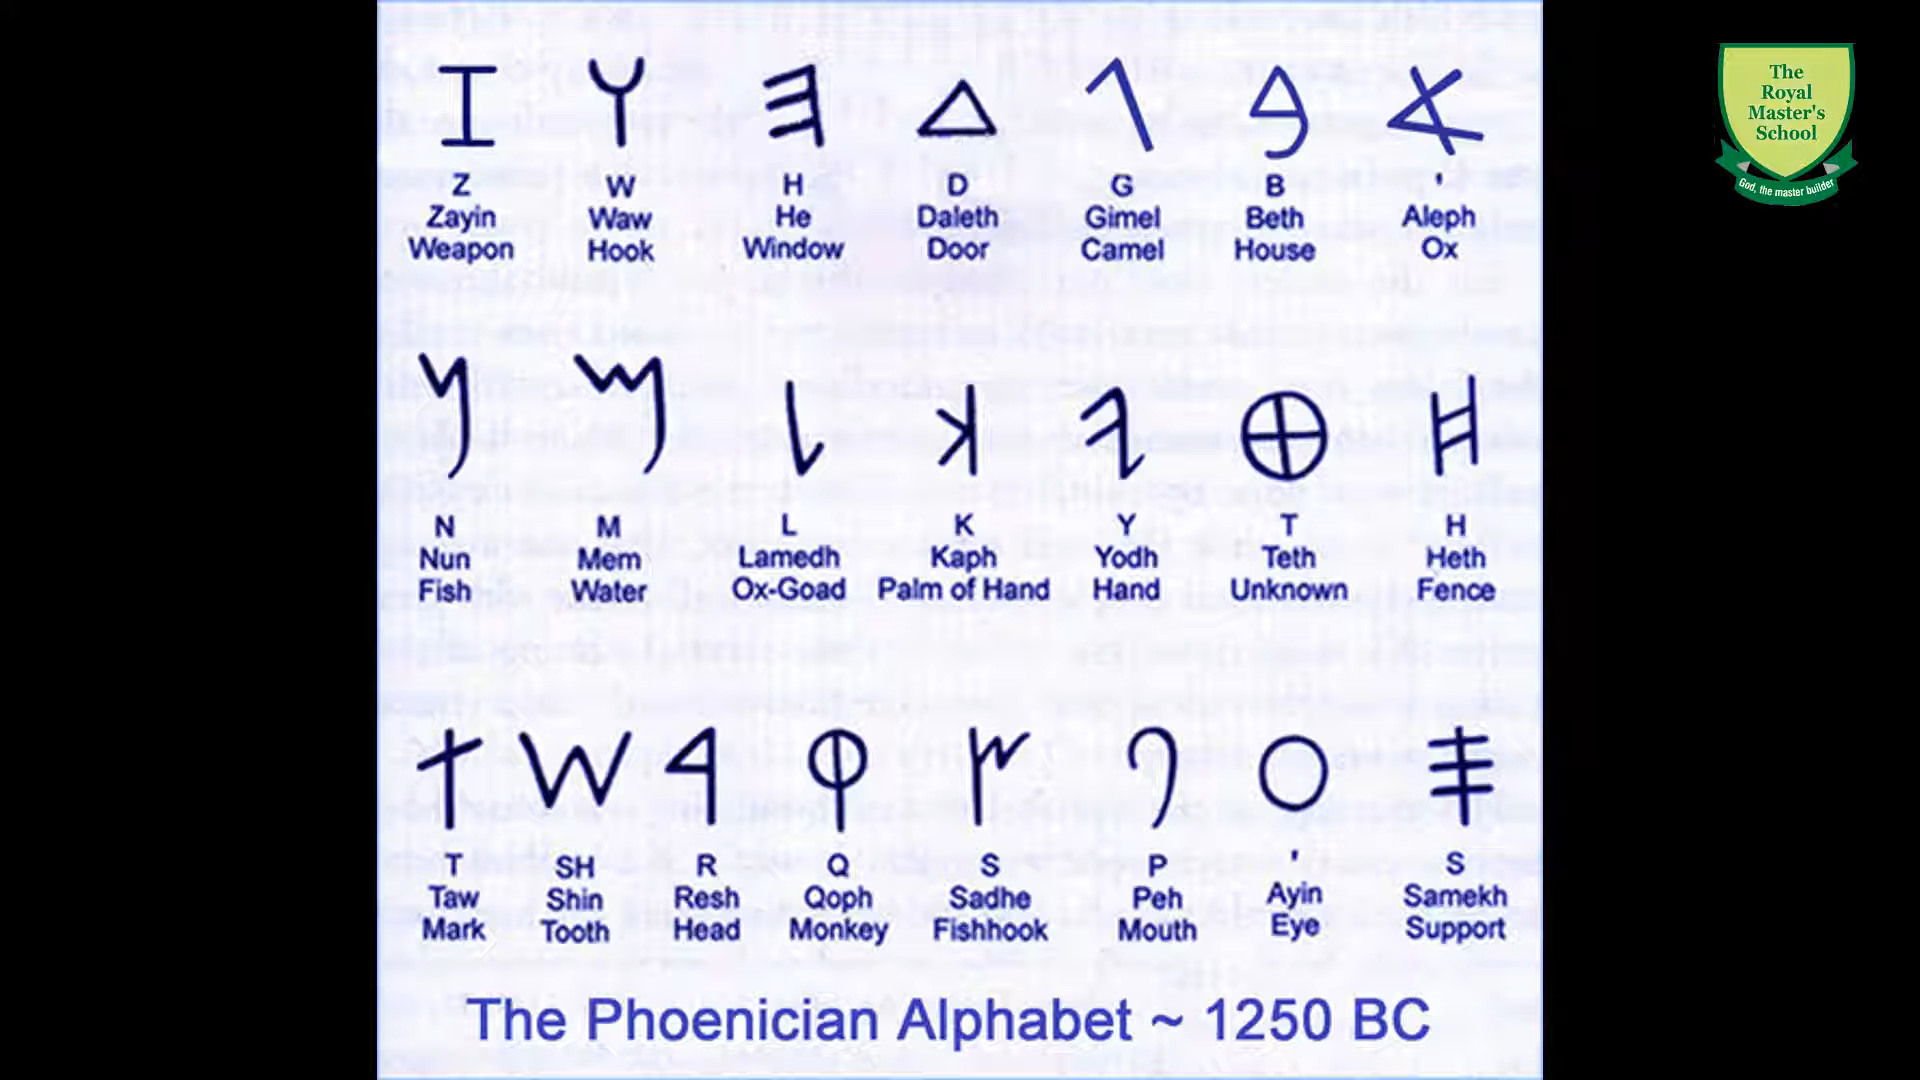 Z W H D G B '
Zayin Waw He Daleth Gimel Beth Aleph
Weapon Hook Window Door Camel House Ox
N M L K Y T H
Nun Mem Lamedh Kaph Yodh Teth Heth
Fish Water Ox-Goad Palm of Hand Hand Unknown Fence
T SH R Q S P ' S
Taw Shin Resh Qoph Sadhe Peh Ayin Samekh
Mark Tooth Head Monkey Fishhook Mouth Eye Support
The Phoenician Alphabet ~ 1250 BC
The
Royal
Master's
School
God, the master builder